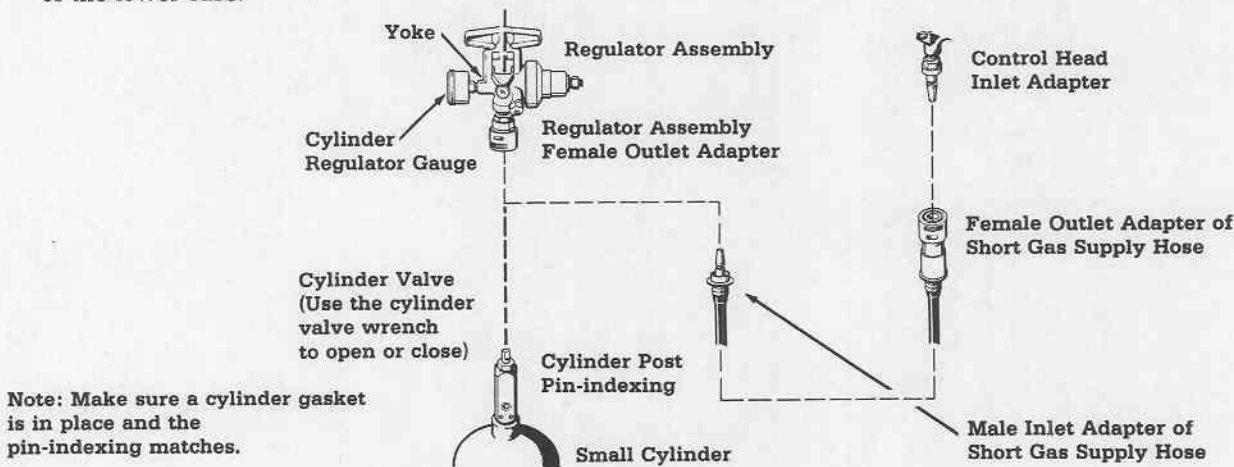 Yoke
Regulator Assembly
Control Head
Inlet Adapter
Cylinder
Regulator Gauge
Regulator Assembly
Female Outlet Adapter
Female Outlet Adapter of
Short Gas Supply Hose
Cylinder Valve
(Use the cylinder
valve wrench
to open or close)
Cylinder Post
Pin-indexing
Note: Make sure a cylinder gasket
is in place and the
pin-indexing matches.
Small Cylinder
Male Inlet Adapter of
Short Gas Supply Hose